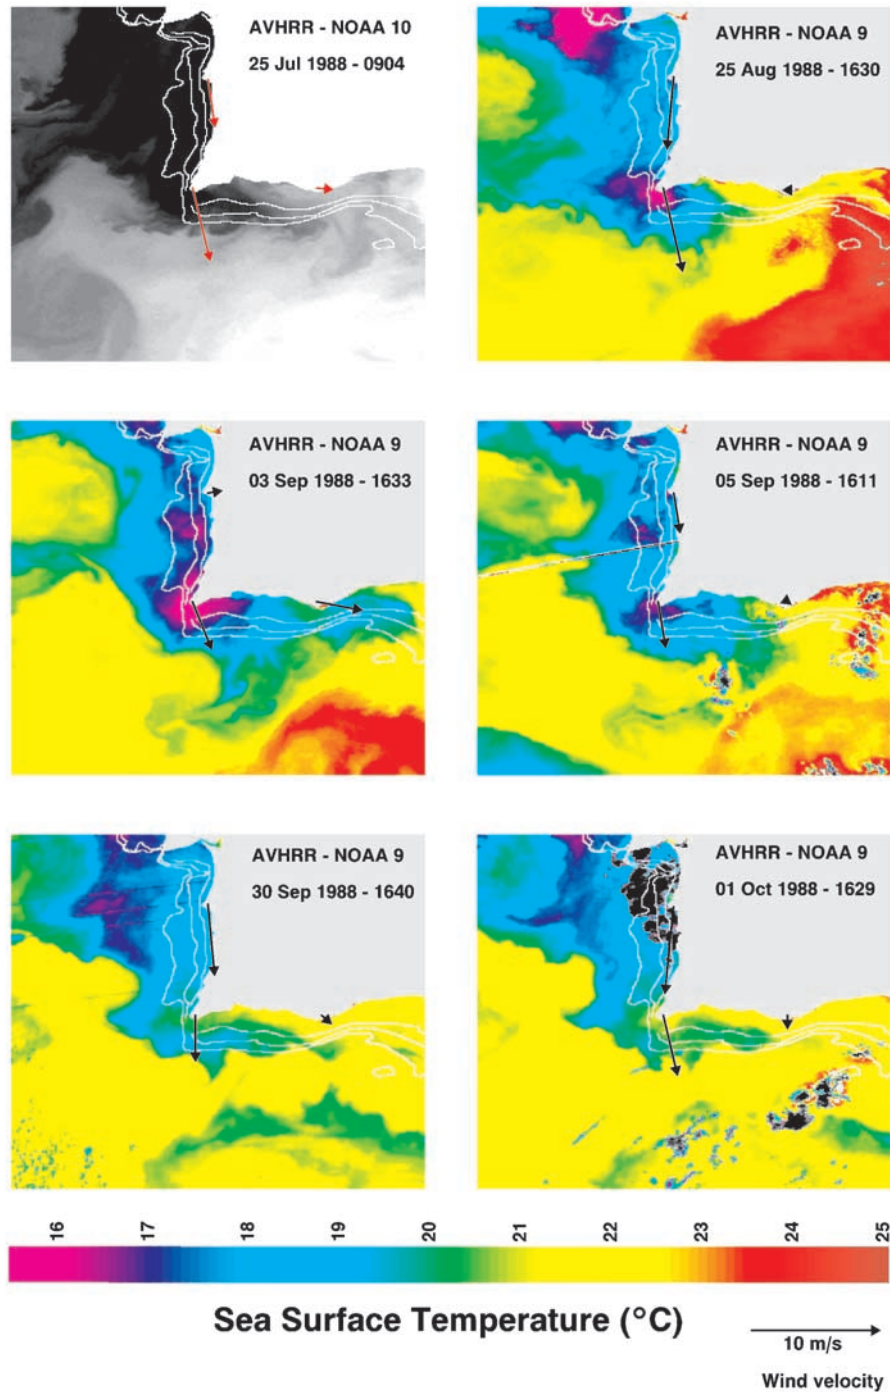 AVHRR - NOAA 10
25 Jul 1988 - 0904
AVHRR - NOAA 9
25 Aug 1988 - 1630
AVHRR - NOAA 9
03 Sep 1988 - 1633
AVHRR - NOAA 9
05 Sep 1988 - 1611
AVHRR - NOAA 9
30 Sep 1988 - 1640
AVHRR - NOAA 9
01 Oct 1988 - 1629
16 17 18 19 20 21 22 23 24 25
Sea Surface Temperature (°C)
10 m/s
Wind velocity